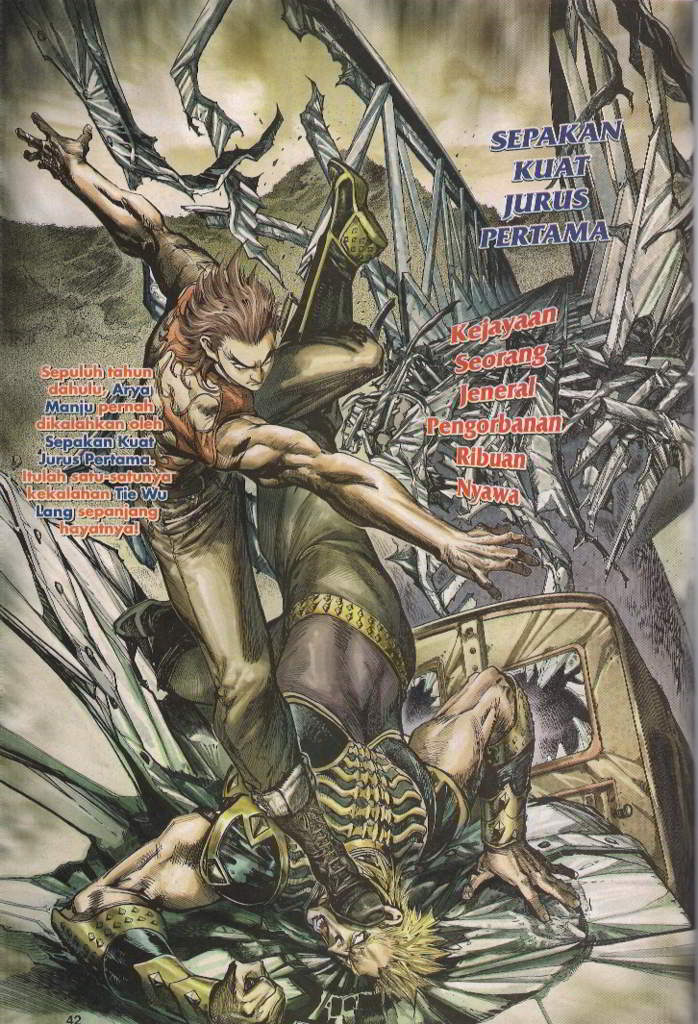 SEPAKAN
KUAT
JURUS
PERTAMA
Kejayaan
Seorang
Jeneral
Pengorbanan
Ribuan
Nyawa
Sepuluh tahun
dahulu, Arya
Manju pernah
dikalahkan oleh
Sepakan Kuat
Jurus Pertama.
Itulah satu-satunya
kekalahan Tie Wu
Lang sepanjang
hayatnya!
42